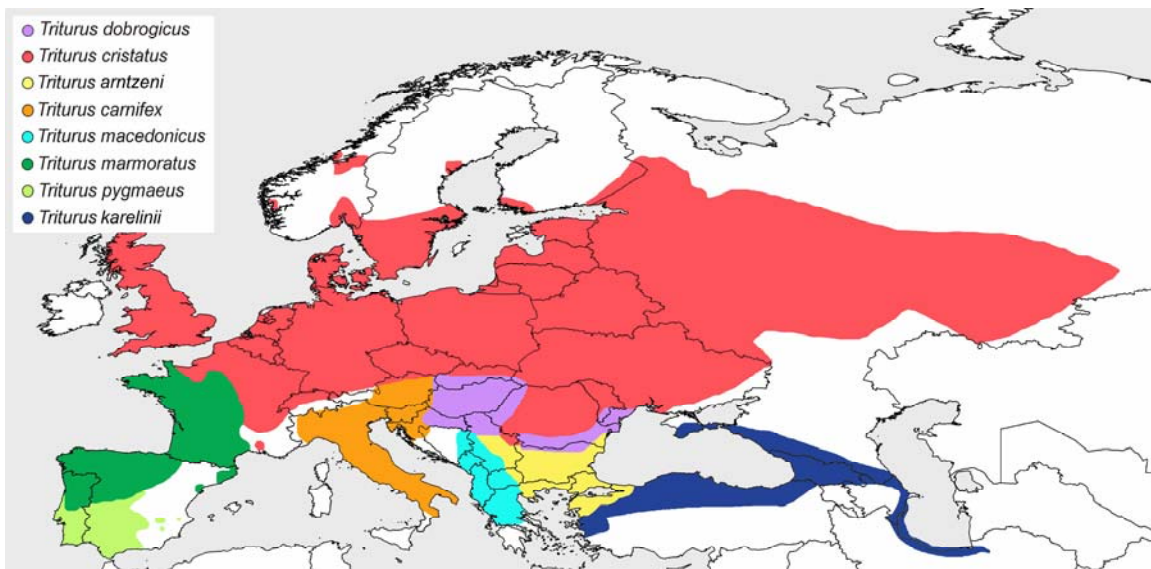 Triturus dobrogicus
Triturus cristatus
Triturus arntzeni
Triturus carnifex
Triturus macedonicus
Triturus marmoratus
Triturus pygmaeus
Triturus karelinii